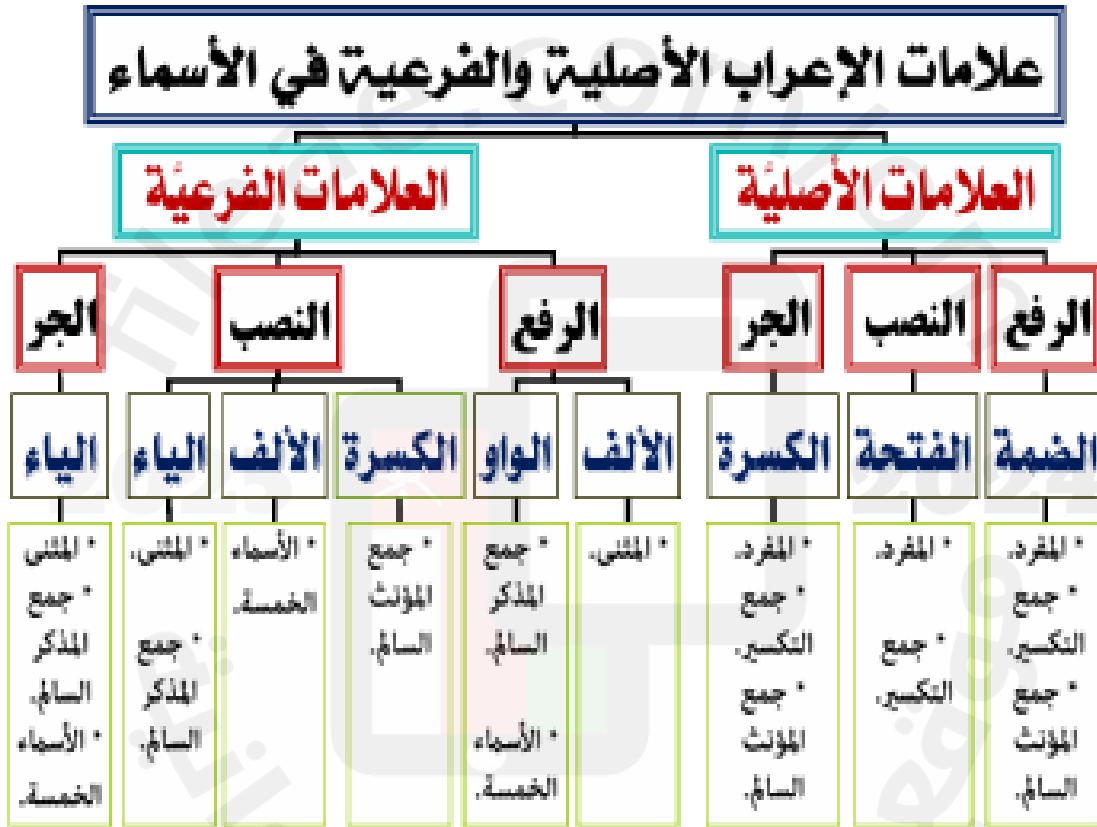 علامات الإعراب الأصلية والفرعية في الأسماء
العلامات الأصليّة
العلامات الفرعيّة
الرفع
النصب
الجر
الرفع
النصب
الجر
الضمة
الفتحة
الكسرة
الألف
الواو
الكسرة
الألف
الياء
الياء
* المفرد.
* جمع
التكسير.
* جمع
المؤنث
السالم.
* المفرد.
* جمع
التكسير.
* المفرد.
* جمع
التكسير.
* جمع
المؤنث
السالم.
* المثنى.
* جمع
المذكر
السالم.
* الأسماء
الخمسة.
* جمع
المؤنث
السالم.
* الأسماء
الخمسة.
* المثنى.
* جمع
المذكر
السالم.
* المثنى
* جمع
المذكر
السالم.
* الأسماء
الخمسة.